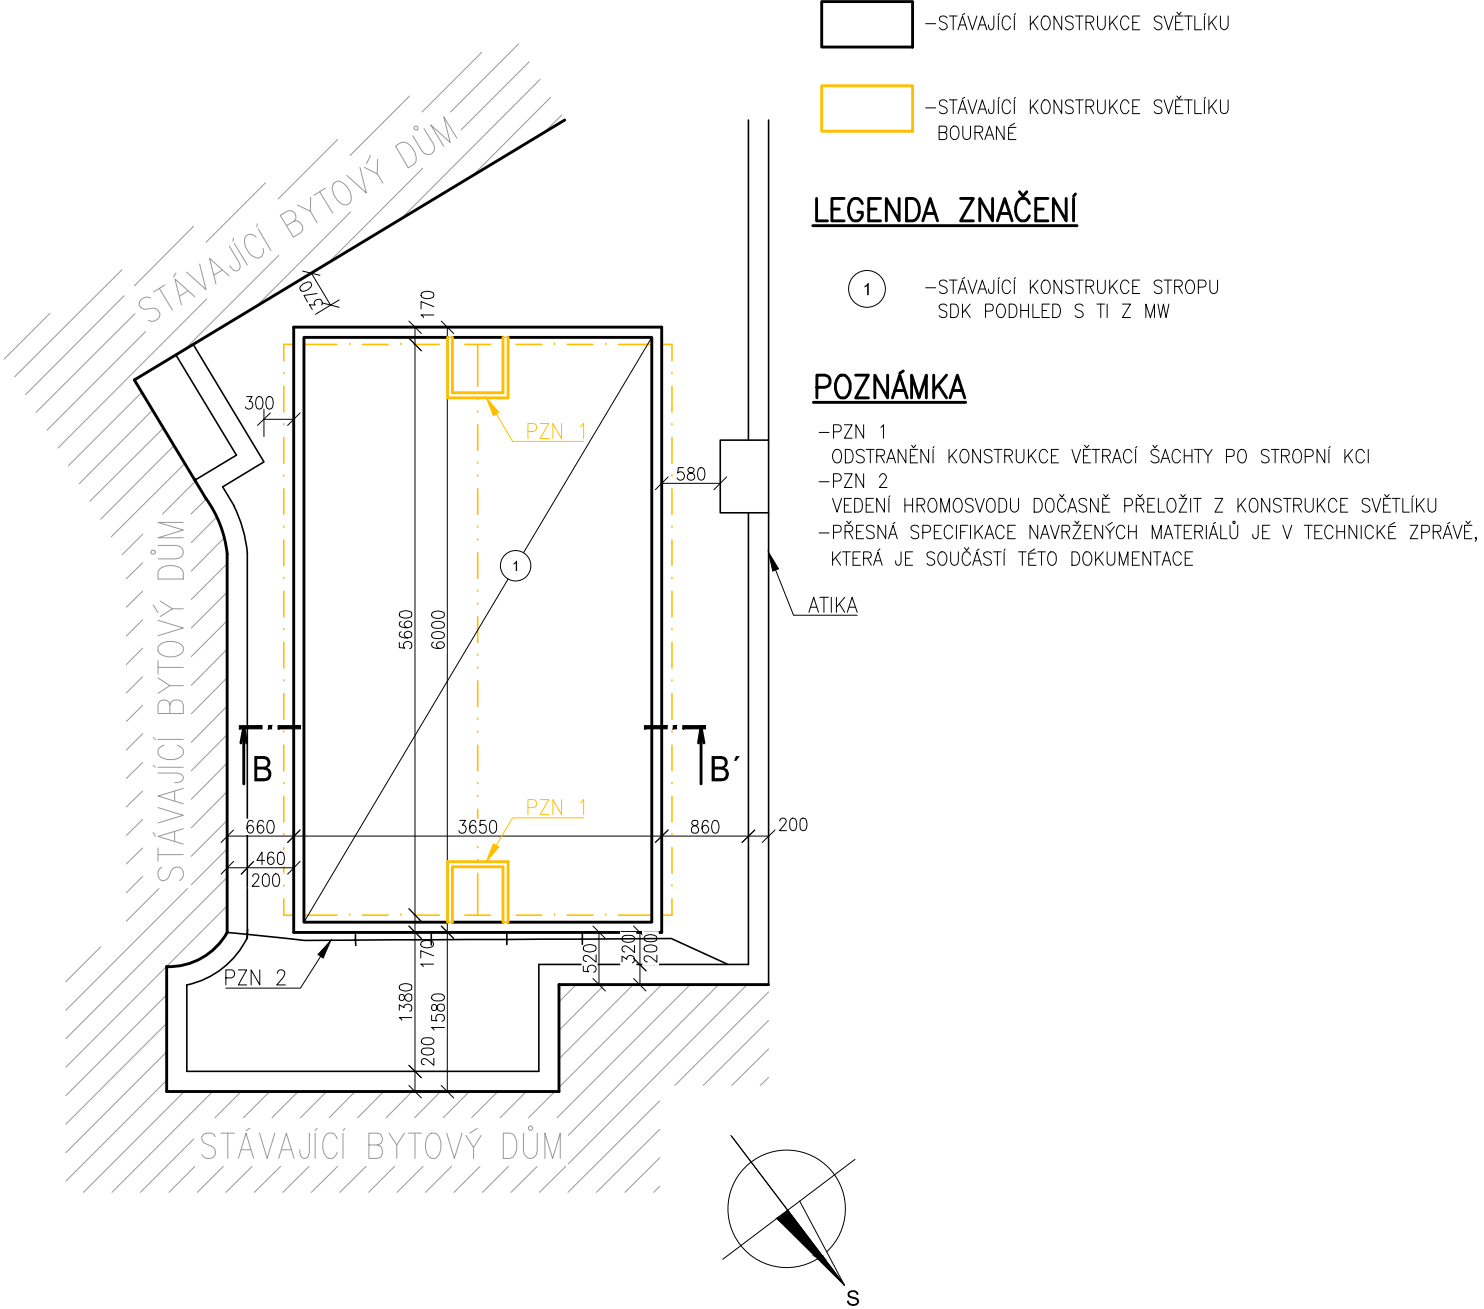 -STÁVAJÍCÍ KONSTRUKCE SVĚTLÍKU
-STÁVAJÍCÍ KONSTRUKCE SVĚTLÍKU
BOURANÉ
LEGENDA ZNAČENÍ
1
-STÁVAJÍCÍ KONSTRUKCE STROPU
SDK PODHLED S TI Z MW
POZNÁMKA
-PZN 1
ODSTRANĚNÍ KONSTRUKCE VĚTRACÍ ŠACHTY PO STROPNÍ KCI
-PZN 2
VEDENÍ HROMOSVODU DOČASNĚ PŘELOŽIT Z KONSTRUKCE SVĚTLÍKU
-PŘESNÁ SPECIFIKACE NAVRŽENÝCH MATERIÁLŮ JE V TECHNICKÉ ZPRÁVĚ,
KTERÁ JE SOUČÁSTÍ TÉTO DOKUMENTACE
STÁVAJÍCÍ BYTOVÝ DŮM
370
170
300
PZN 1
580
1
ATIKA
5660
6000
STÁVAJÍCÍ BYTOVÝ DŮM
B
B´
PZN 1
660
3650
860
200
460
200
170
520
320
200
PZN 2
1380
1580
200
STÁVAJÍCÍ BYTOVÝ DŮM
S